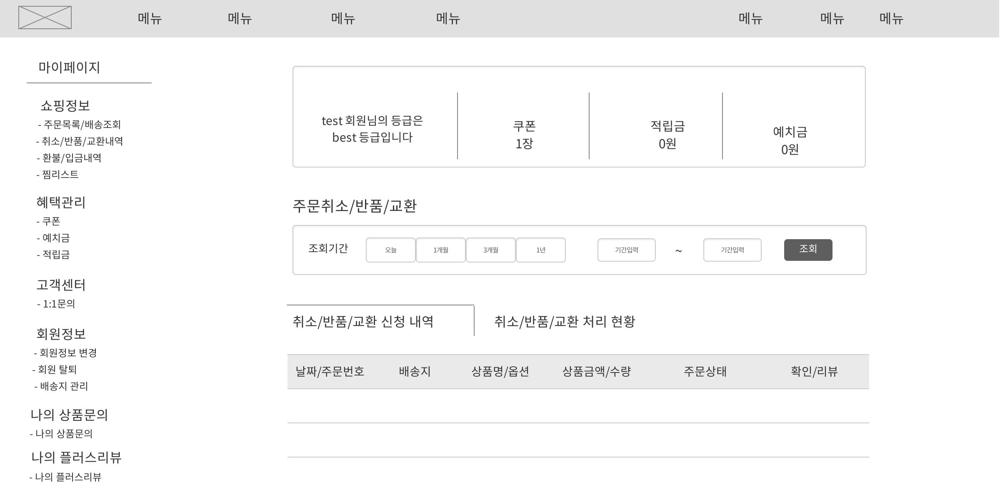 메뉴 메뉴 메뉴 메뉴 메뉴 메뉴 메뉴
마이페이지
쇼핑정보
- 주문목록/배송조회
- 취소/반품/교환내역
- 환불/입금내역
- 찜리스트
혜택관리
- 쿠폰
- 예치금
- 적립금
고객센터
- 1:1문의
회원정보
- 회원정보 변경
- 회원 탈퇴
- 배송지 관리
나의 상품문의
- 나의 상품문의
나의 플러스리뷰
- 나의 플러스리뷰
test 회원님의 등급은
best 등급입니다
쿠폰
1장
적립금
0원
예치금
0원
주문취소/반품/교환
조회기간 오늘 1개월 3개월 1년 기간입력 ~ 기간입력 조회
취소/반품/교환 신청 내역 취소/반품/교환 처리 현황
날짜/주문번호 배송지 상품명/옵션 상품금액/수량 주문상태 확인/리뷰